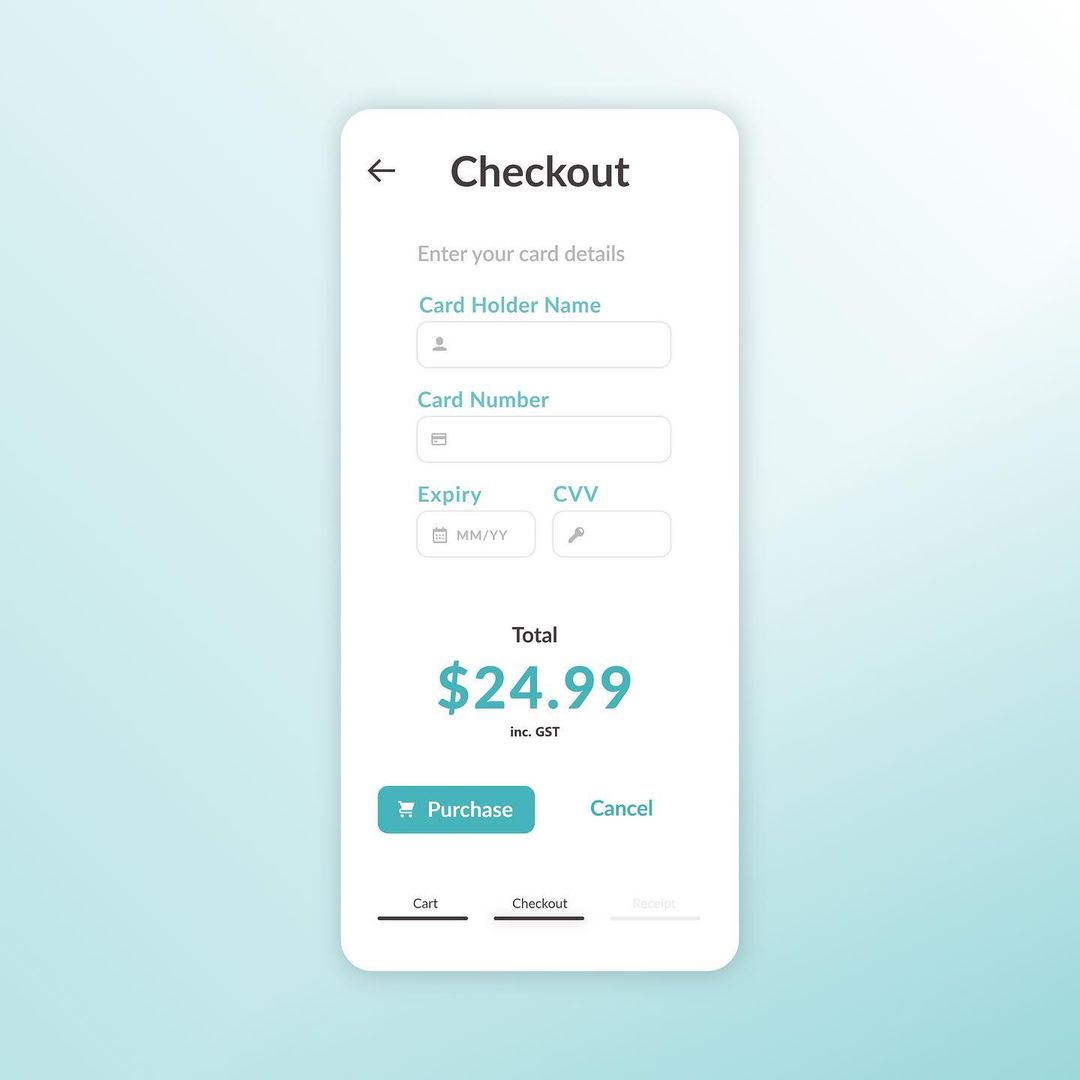 Checkout
Enter your card details
Card Holder Name
Card Number
Expiry CVV
MM/YY
Total
$24.99
inc. GST
Purchase Cancel
Cart Checkout Receipt